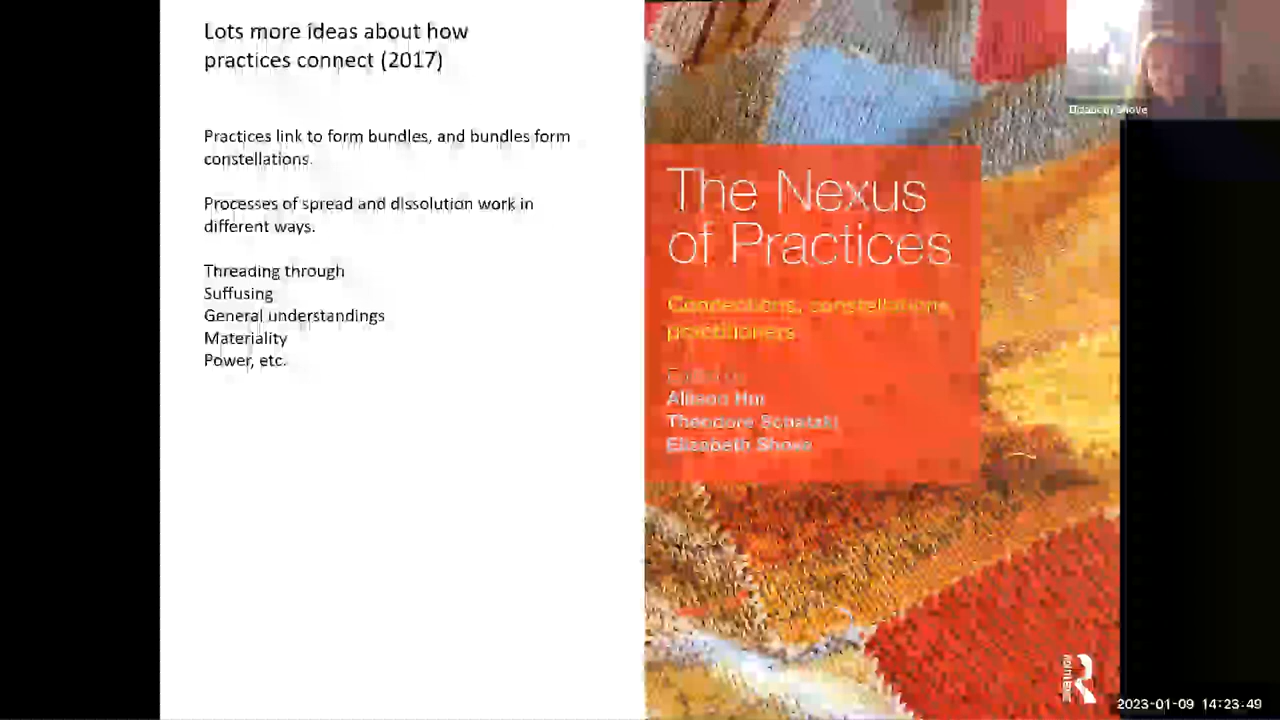 Lots more ideas about how
practices connect (2017)
Practices link to form bundles, and bundles form
constellations.
Processes of spread and dissolution work in
different ways.
Threading through
Suffusing
General understandings
Materiality
Power, etc.
The Nexus
of Practices
Connections, constellations,
practitioners
Edited by
Allison Hui
Theodore Schatzki
Elizabeth Shove
Elizabeth Shove
2023-01-09 14:23:49